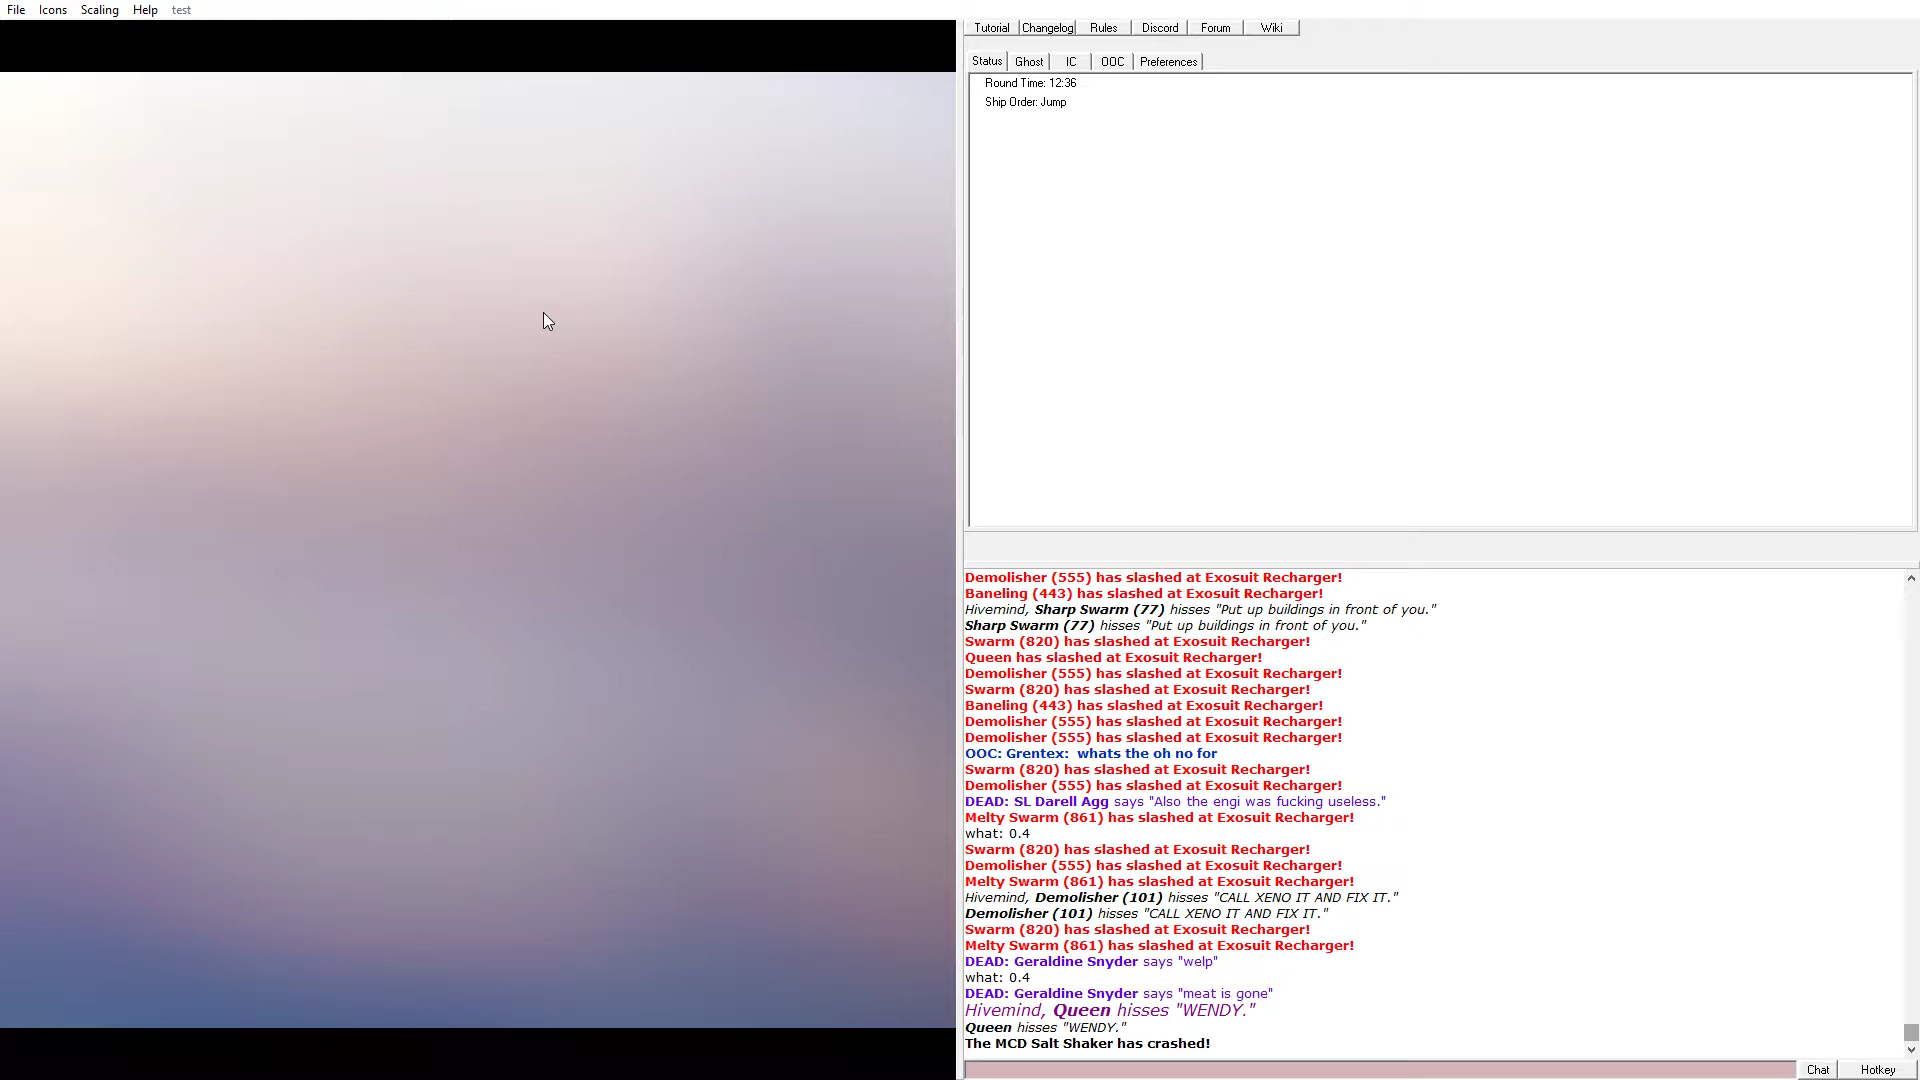 File Icons Scaling Help test
Tutorial Changelog Rules Discord Forum Wiki
Status Ghost IC OOC Preferences
Round Time: 12:36
Ship Order: Jump
Demolisher (555) has slashed at Exosuit Recharger!
Baneling (443) has slashed at Exosuit Recharger!
Hivemind, Sharp Swarm (77) hisses "Put up buildings in front of you."
Sharp Swarm (77) hisses "Put up buildings in front of you."
Swarm (820) has slashed at Exosuit Recharger!
Queen has slashed at Exosuit Recharger!
Demolisher (555) has slashed at Exosuit Recharger!
Swarm (820) has slashed at Exosuit Recharger!
Baneling (443) has slashed at Exosuit Recharger!
Demolisher (555) has slashed at Exosuit Recharger!
Demolisher (555) has slashed at Exosuit Recharger!
OOC: Grentex: whats the oh no for
Swarm (820) has slashed at Exosuit Recharger!
Demolisher (555) has slashed at Exosuit Recharger!
DEAD: SL Darell Agg says "Also the engi was fucking useless."
Melty Swarm (861) has slashed at Exosuit Recharger!
what: 0.4
Swarm (820) has slashed at Exosuit Recharger!
Demolisher (555) has slashed at Exosuit Recharger!
Melty Swarm (861) has slashed at Exosuit Recharger!
Hivemind, Demolisher (101) hisses "CALL XENO IT AND FIX IT."
Demolisher (101) hisses "CALL XENO IT AND FIX IT."
Swarm (820) has slashed at Exosuit Recharger!
Melty Swarm (861) has slashed at Exosuit Recharger!
DEAD: Geraldine Snyder says "welp"
what: 0.4
DEAD: Geraldine Snyder says "meat is gone"
Hivemind, Queen hisses "WENDY."
Queen hisses "WENDY."
The MCD Salt Shaker has crashed!
Chat Hotkey